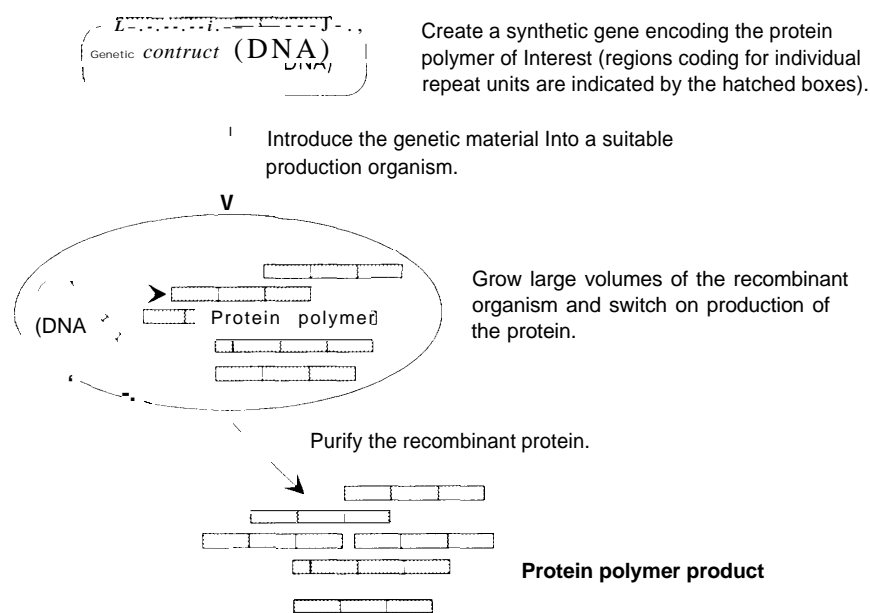 Create a synthetic gene encoding the protein
Genetic contruct (DNA)
polymer of Interest (regions coding for individual
DNA)
repeat units are indicated by the hatched boxes).
Introduce the genetic material Into a suitable
production organism.
V
Grow large volumes of the recombinant
organism and switch on production of
the protein.
(DNA
Protein polymer
Purify the recombinant protein.
Protein polymer product